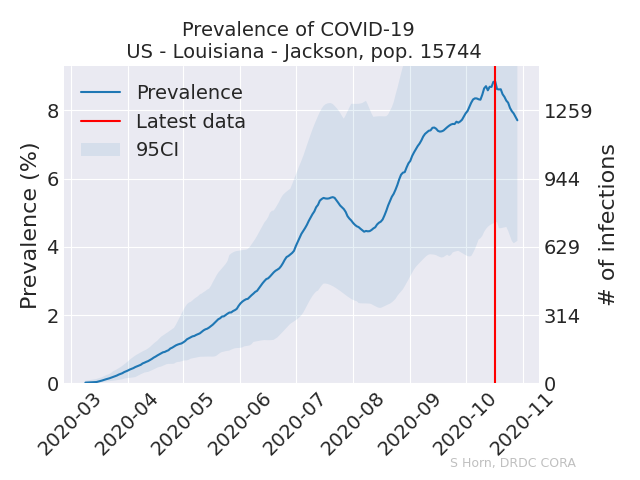 Prevalence of COVID-19
US - Louisiana - Jackson, pop. 15744
Prevalence
Latest data
95CI
Prevalence (%)
8
6
4
2
0
1259
944
629
314
0
# of infections
2020-03
2020-04
2020-05
2020-06
2020-07
2020-08
2020-09
2020-10
2020-11
S Horn, DRDC CORA